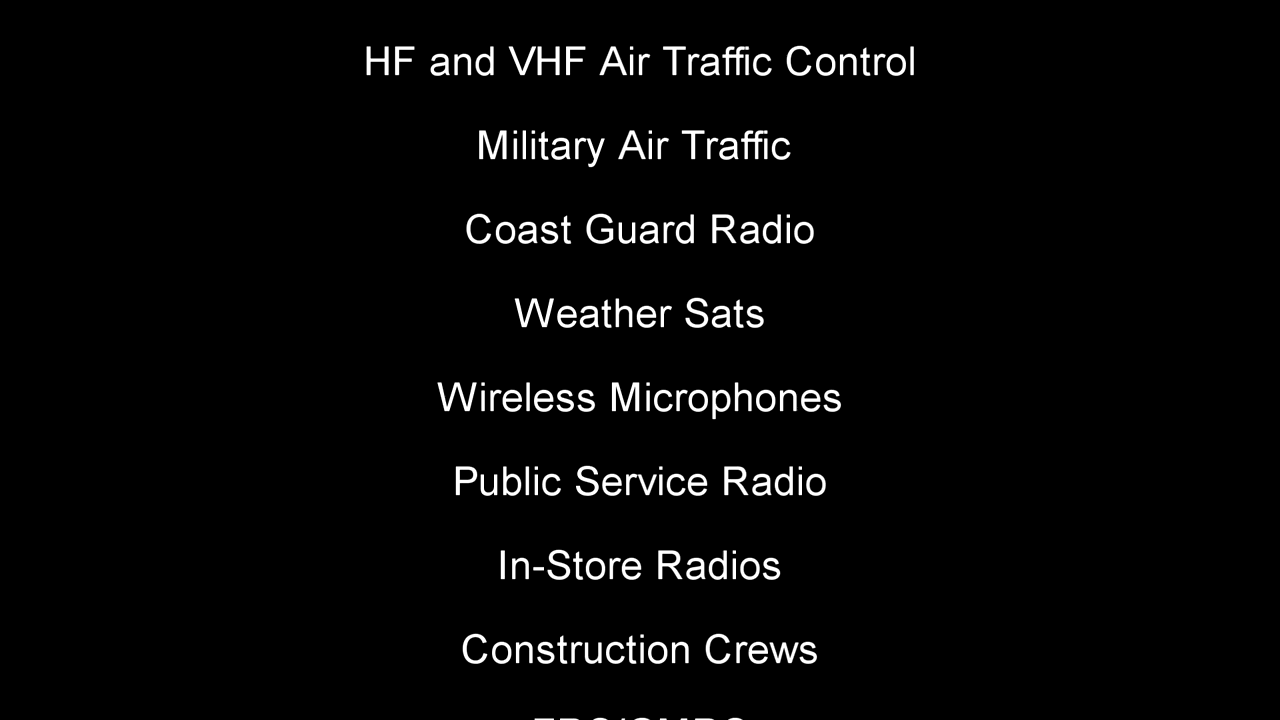 HF and VHF Air Traffic Control
Military Air Traffic
Coast Guard Radio
Weather Sats
Wireless Microphones
Public Service Radio
In-Store Radios
Construction Crews